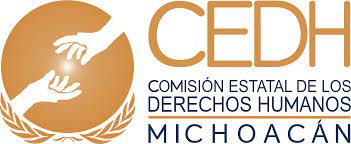 CEDH
COMISIÓN ESTATAL DE LOS
DERECHOS HUMANOS
MICHOACÁN